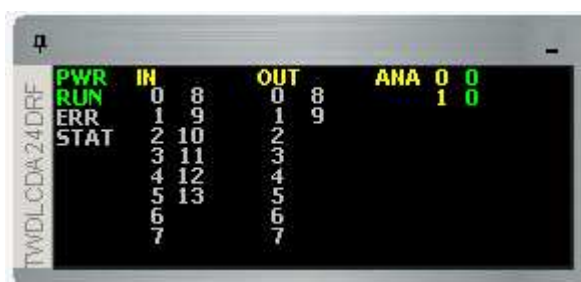 TWDLCDA24DRF
PWR IN OUT ANA 0 0
RUN 0 8 0 8 1 0
ERR 1 9 1 9
STAT 2 10 2
3 11 3
4 12 4
5 13 5
6 6
7 7